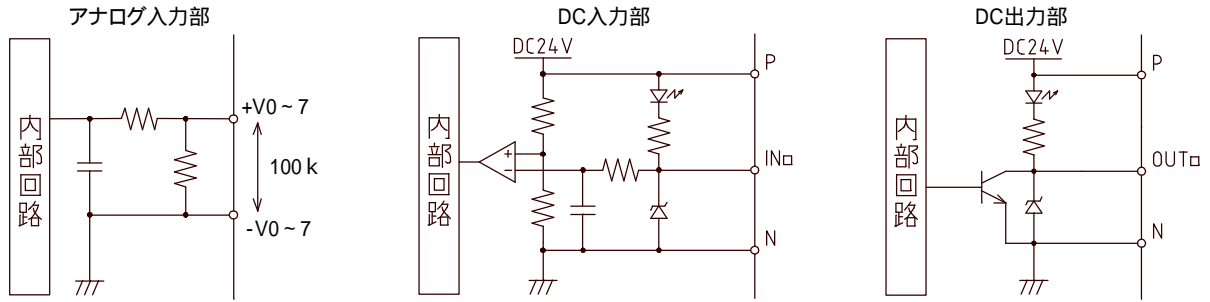 アナログ入力部
内部回路
+V0 ~ 7
100 k
-V0 ~ 7
DC入力部
DC24V
内部回路
+
−
P
IN□
N
DC出力部
DC24V
内部回路
P
OUT□
N